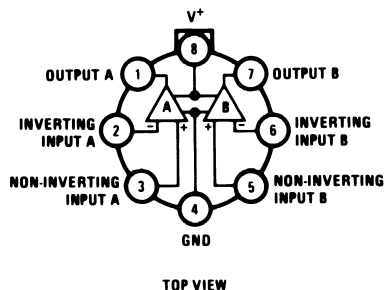 V+
8
OUTPUT A
1
7
OUTPUT B
A
B
INVERTING
INPUT A
2
−
+
+
−
6
INVERTING
INPUT B
NON-INVERTING
INPUT A
3
5
NON-INVERTING
INPUT B
4
GND
TOP VIEW